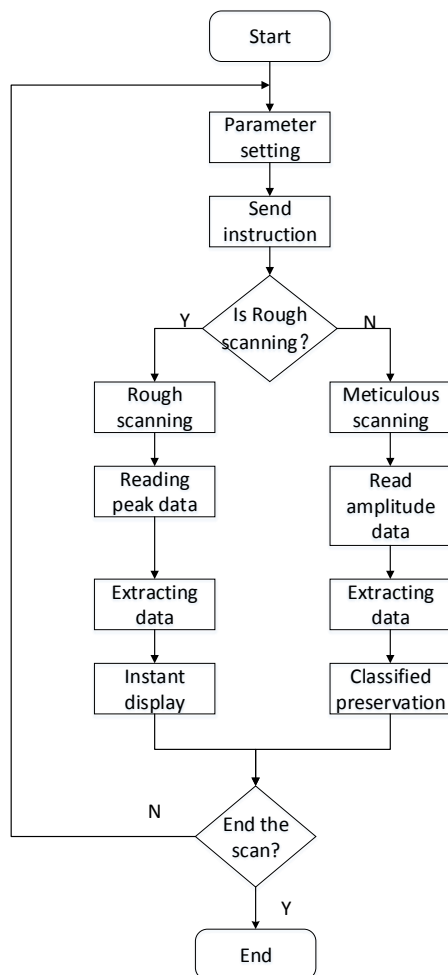 Start
Parameter
setting
Send
instruction
Is Rough
scanning?
Y
N
Rough
scanning
Meticulous
scanning
Reading
peak data
Read
amplitude
data
Extracting
data
Extracting
data
Instant
display
Classified
preservation
End the
scan?
N
Y
End